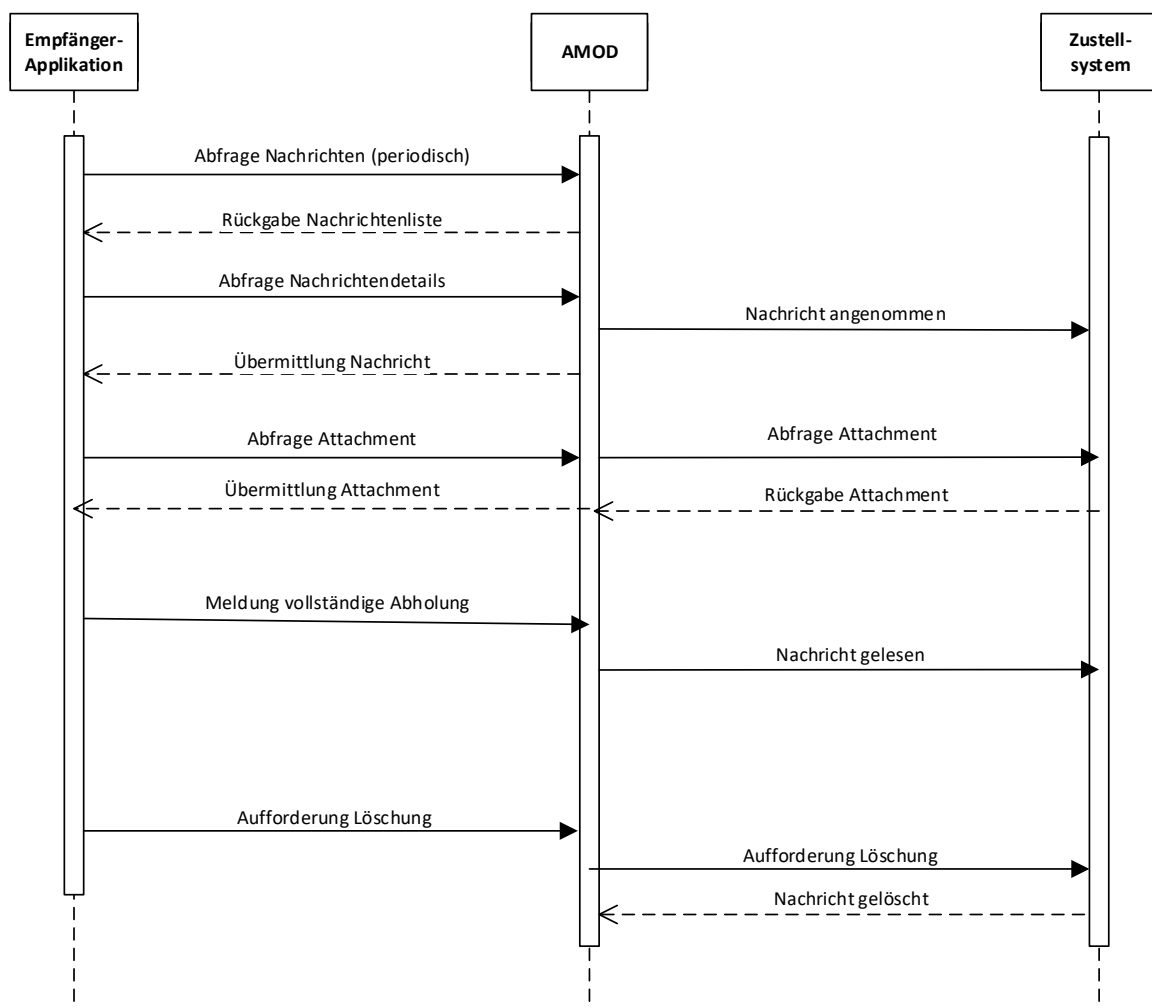 Empfänger-
Applikation
AMOD
Zustell-
system
Abfrage Nachrichten (periodisch)
Rückgabe Nachrichtenliste
Abfrage Nachrichtendetails
Nachricht angenommen
Übermittlung Nachricht
Abfrage Attachment
Abfrage Attachment
Übermittlung Attachment
Rückgabe Attachment
Meldung vollständige Abholung
Nachricht gelesen
Aufforderung Löschung
Aufforderung Löschung
Nachricht gelöscht